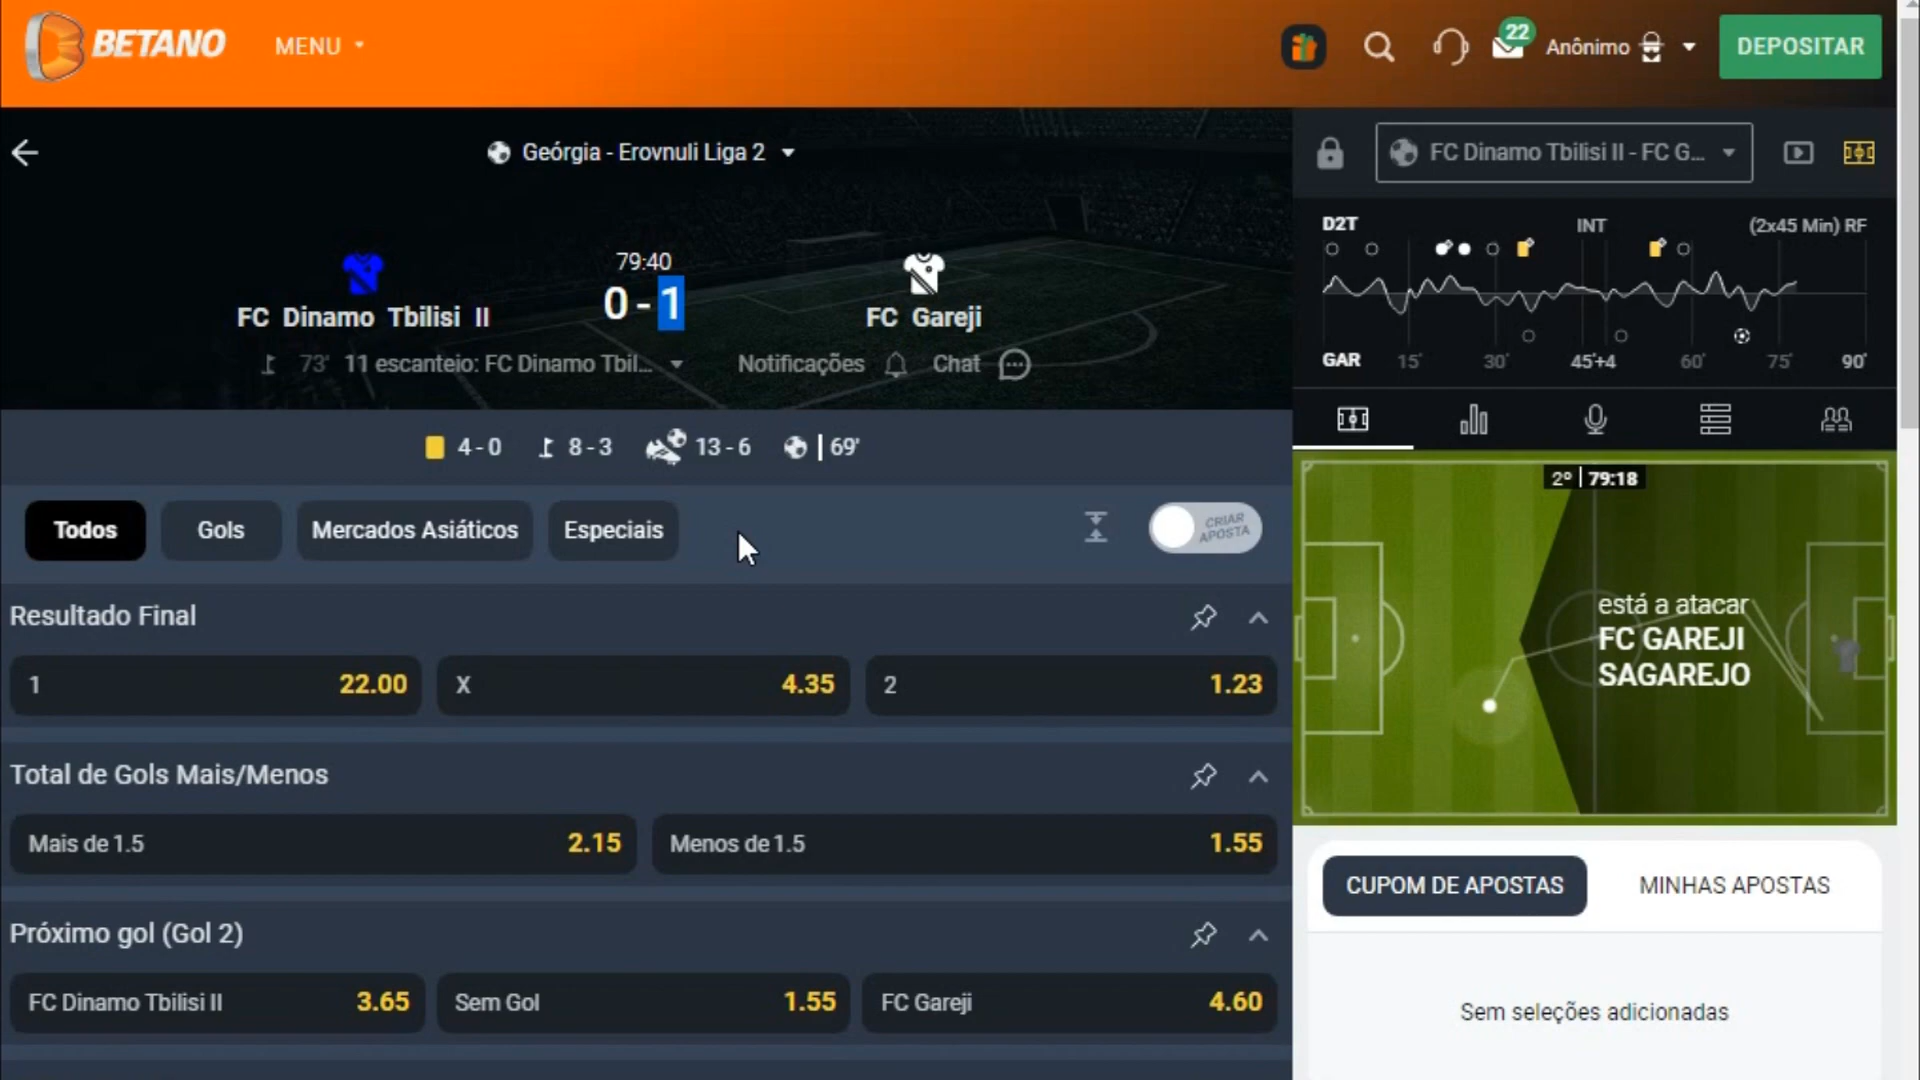 BETANO
MENU
22
Anônimo
DEPOSITAR
Geórgia - Erovnuli Liga 2
79:40
0 - 1
FC Dinamo Tbilisi II
FC Gareji
73' 11 escanteio: FC Dinamo Tbil...
Notificações
Chat
4 - 0
8 - 3
13 - 6
69'
Todos
Gols
Mercados Asiáticos
Especiais
CRIAR
APOSTA
Resultado Final
1 22.00
X 4.35
2 1.23
Total de Gols Mais/Menos
Mais de 1.5 2.15
Menos de 1.5 1.55
Próximo gol (Gol 2)
FC Dinamo Tbilisi II 3.65
Sem Gol 1.55
FC Gareji 4.60
FC Dinamo Tbilisi II - FC G...
D2T
INT
(2x45 Min) RF
GAR
15'
30'
45'+4
60'
75'
90'
2º | 79:18
está a atacar
FC GAREJI
SAGAREJO
CUPOM DE APOSTAS
MINHAS APOSTAS
Sem seleções adicionadas